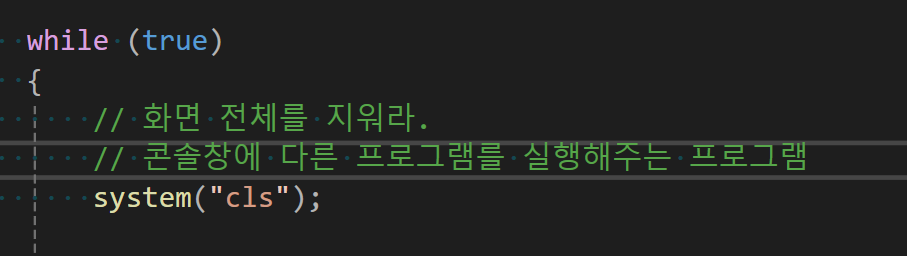 while (true)
{
// 화면 전체를 지워라.
// 콘솔창에 다른 프로그램를 실행해주는 프로그램
system("cls");